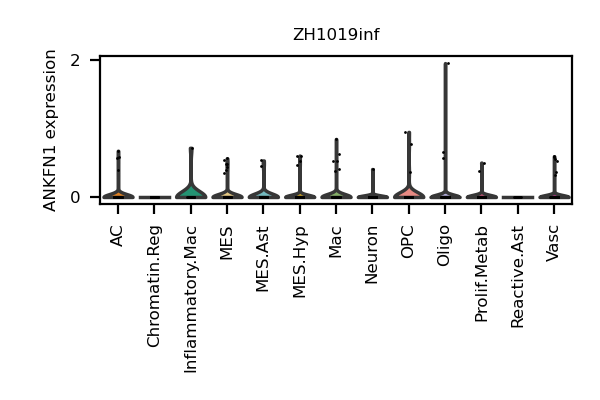 ZH1019inf
ANKFN1 expression
2
0
AC
Chromatin.Reg
Inflammatory.Mac
MES
MES.Ast
MES.Hyp
Mac
Neuron
OPC
Oligo
Prolif.Metab
Reactive.Ast
Vasc